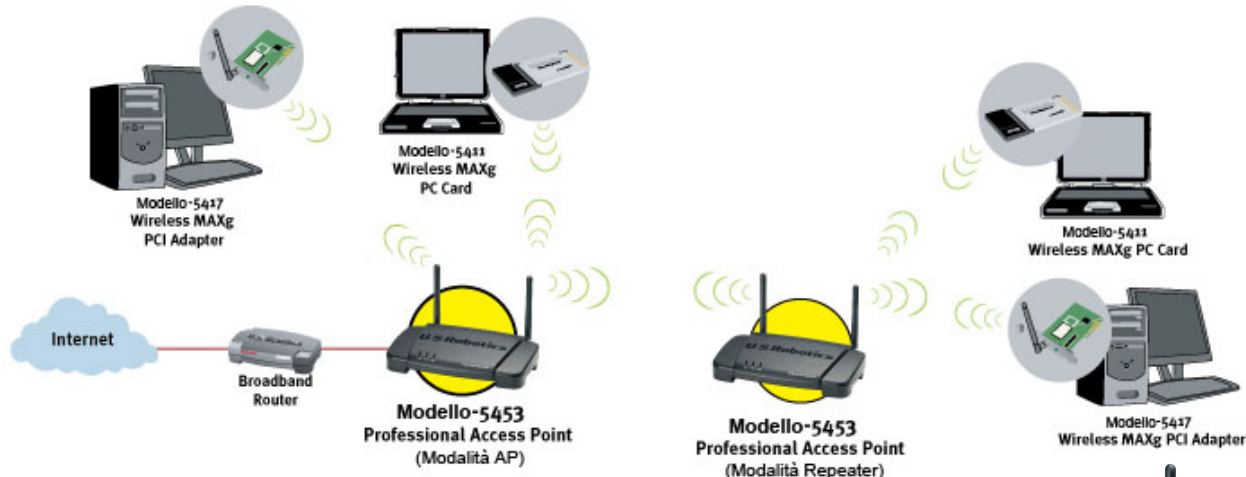 Modello-5417
Wireless MAXg
PCI Adapter
Modello-5411
Wireless MAXg
PC Card
Internet
Broadband
Router
U.S.Robotics
Modello-5453
Professional Access Point
(Modalità AP)
U.S.Robotics
Modello-5453
Professional Access Point
(Modalità Repeater)
Modello-5411
Wireless MAXg PC Card
Modello-5417
Wireless MAXg PCI Adapter